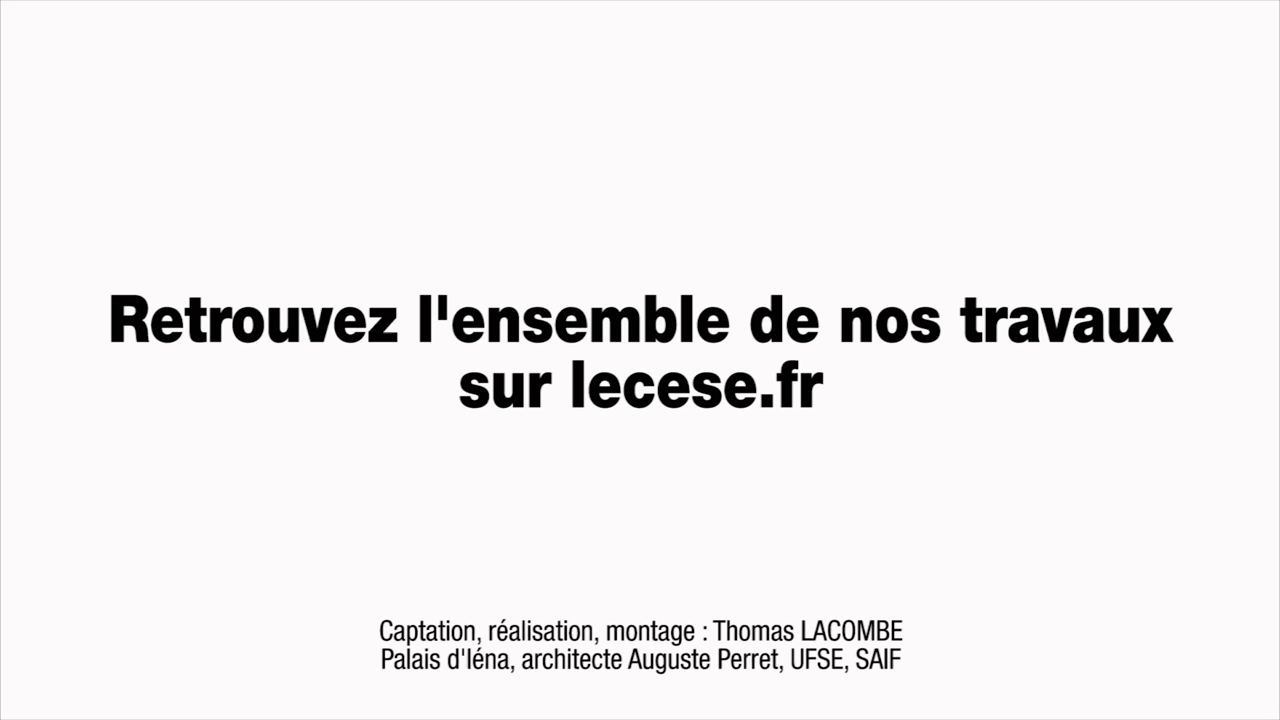 Retrouvez l'ensemble de nos travaux
sur lecese.fr
Captation, réalisation, montage : Thomas LACOMBE
Palais d'Iéna, architecte Auguste Perret, UFSE, SAIF